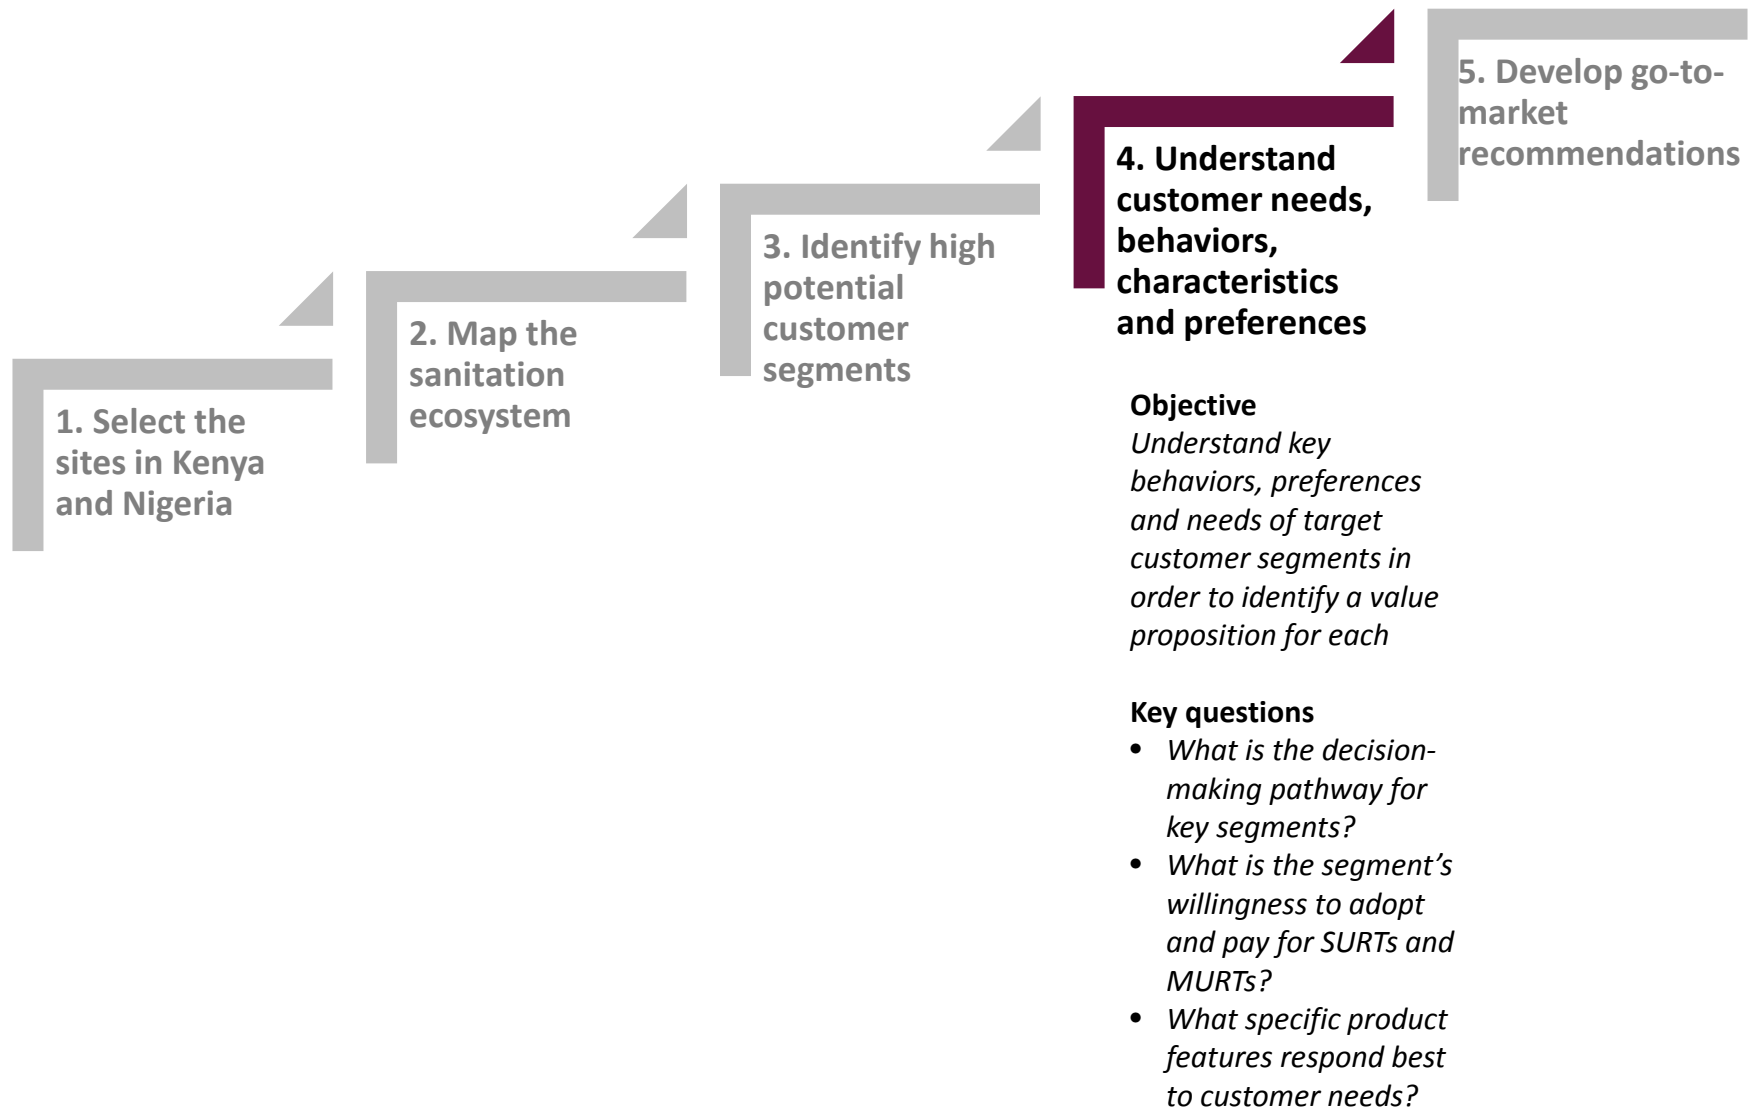 1. Select the
sites in Kenya
and Nigeria
2. Map the
sanitation
ecosystem
3. Identify high
potential
customer
segments
4. Understand
customer needs,
behaviors,
characteristics
and preferences
Objective
Understand key
behaviors, preferences
and needs of target
customer segments in
order to identify a value
proposition for each
Key questions
• What is the decision-
making pathway for
key segments?
• What is the segment’s
willingness to adopt
and pay for SURTs and
MURTs?
• What specific product
features respond best
to customer needs?
5. Develop go-to-
market
recommendations